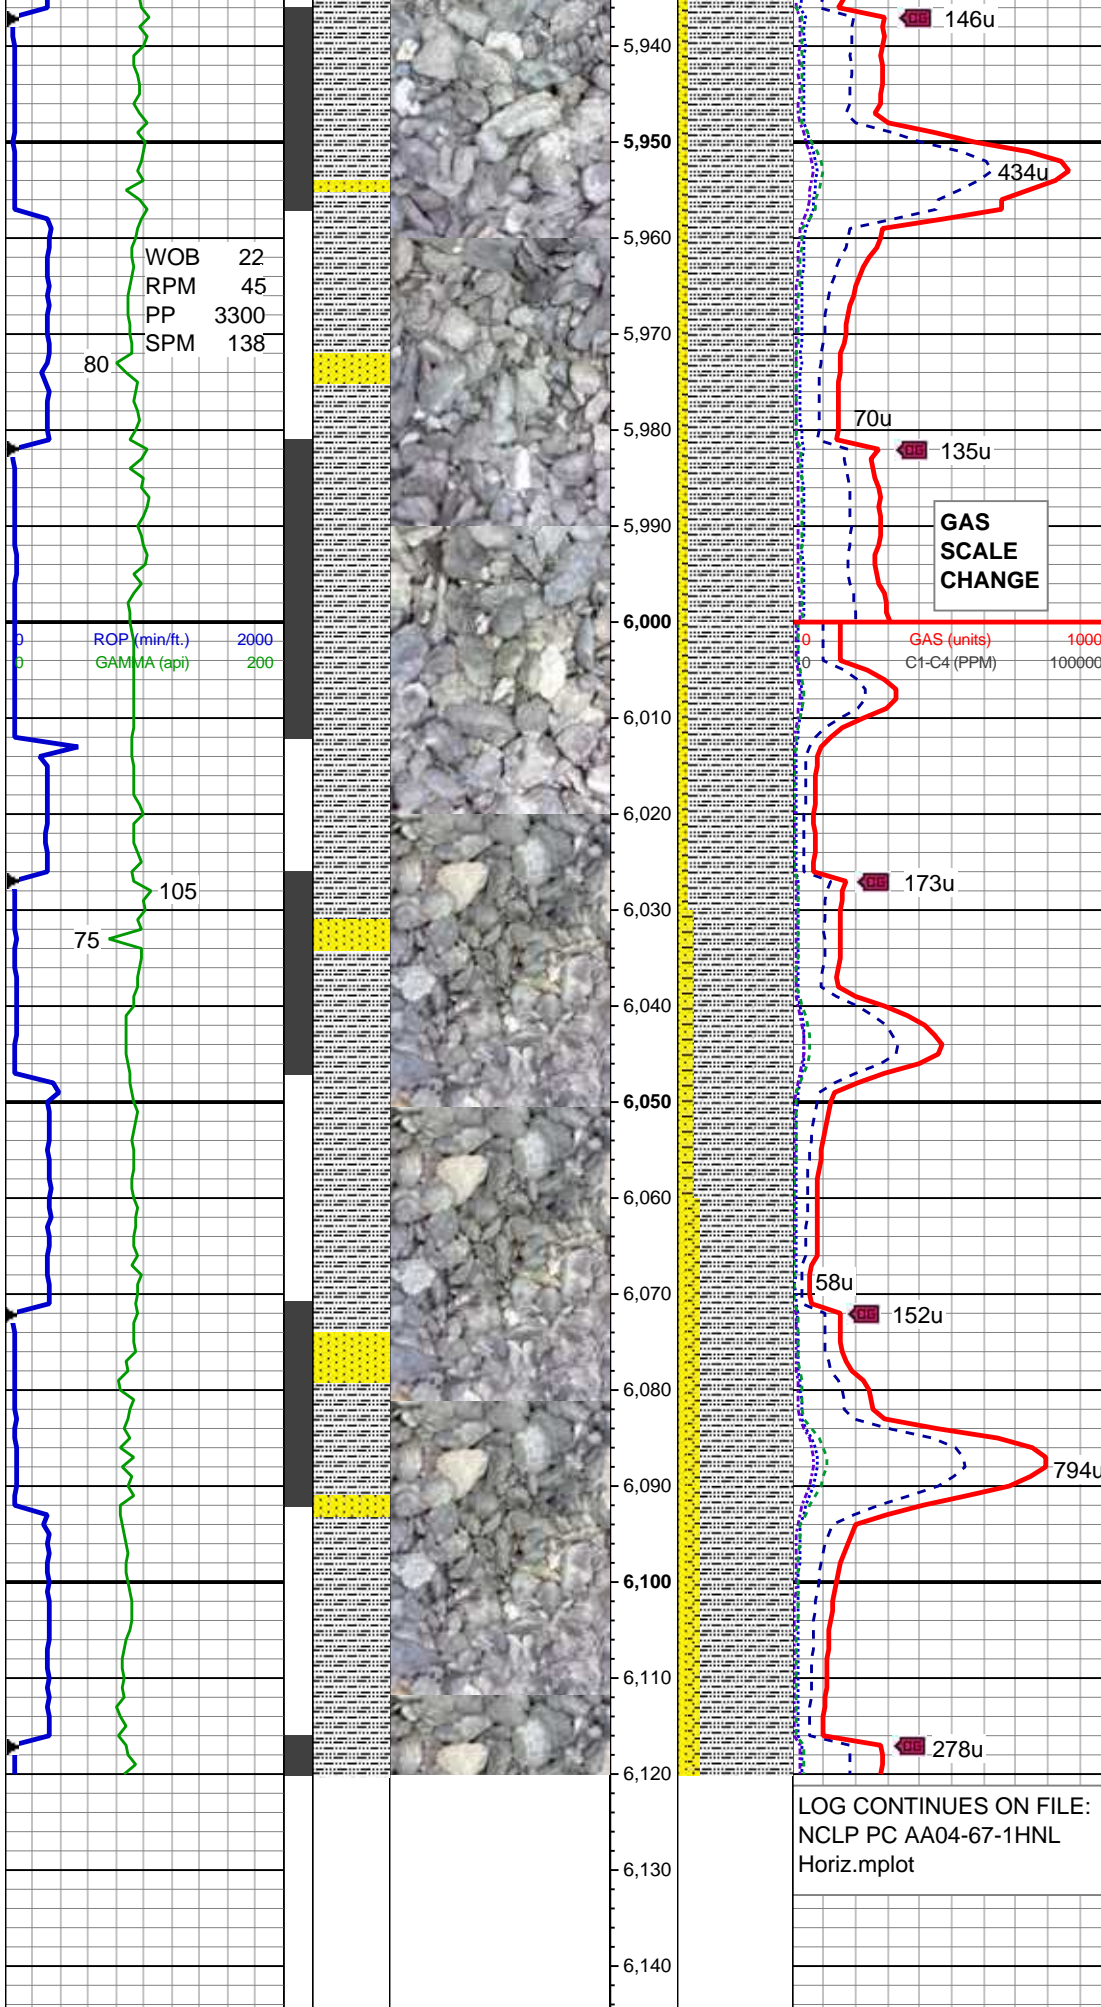 146u
5,940
5,950
434u
5,960
WOB 22
RPM 45
PP 3300
SPM 138
5,970
80
70u
5,980
CG 135u
5,990
GAS
SCALE
CHANGE
6,000
0 ROP (min/ft.) 2000
0 GAMMA (api) 200
0 GAS (units) 1000
0 C1-C4 (PPM) 100000
6,010
6,020
CG 173u
105
6,030
75
6,040
6,050
6,060
6,070
58u
CG 152u
6,080
6,090
794u
6,100
6,110
CG 278u
6,120
LOG CONTINUES ON FILE:
NCLP PC AA04-67-1HNL
Horiz.mplot
6,130
6,140